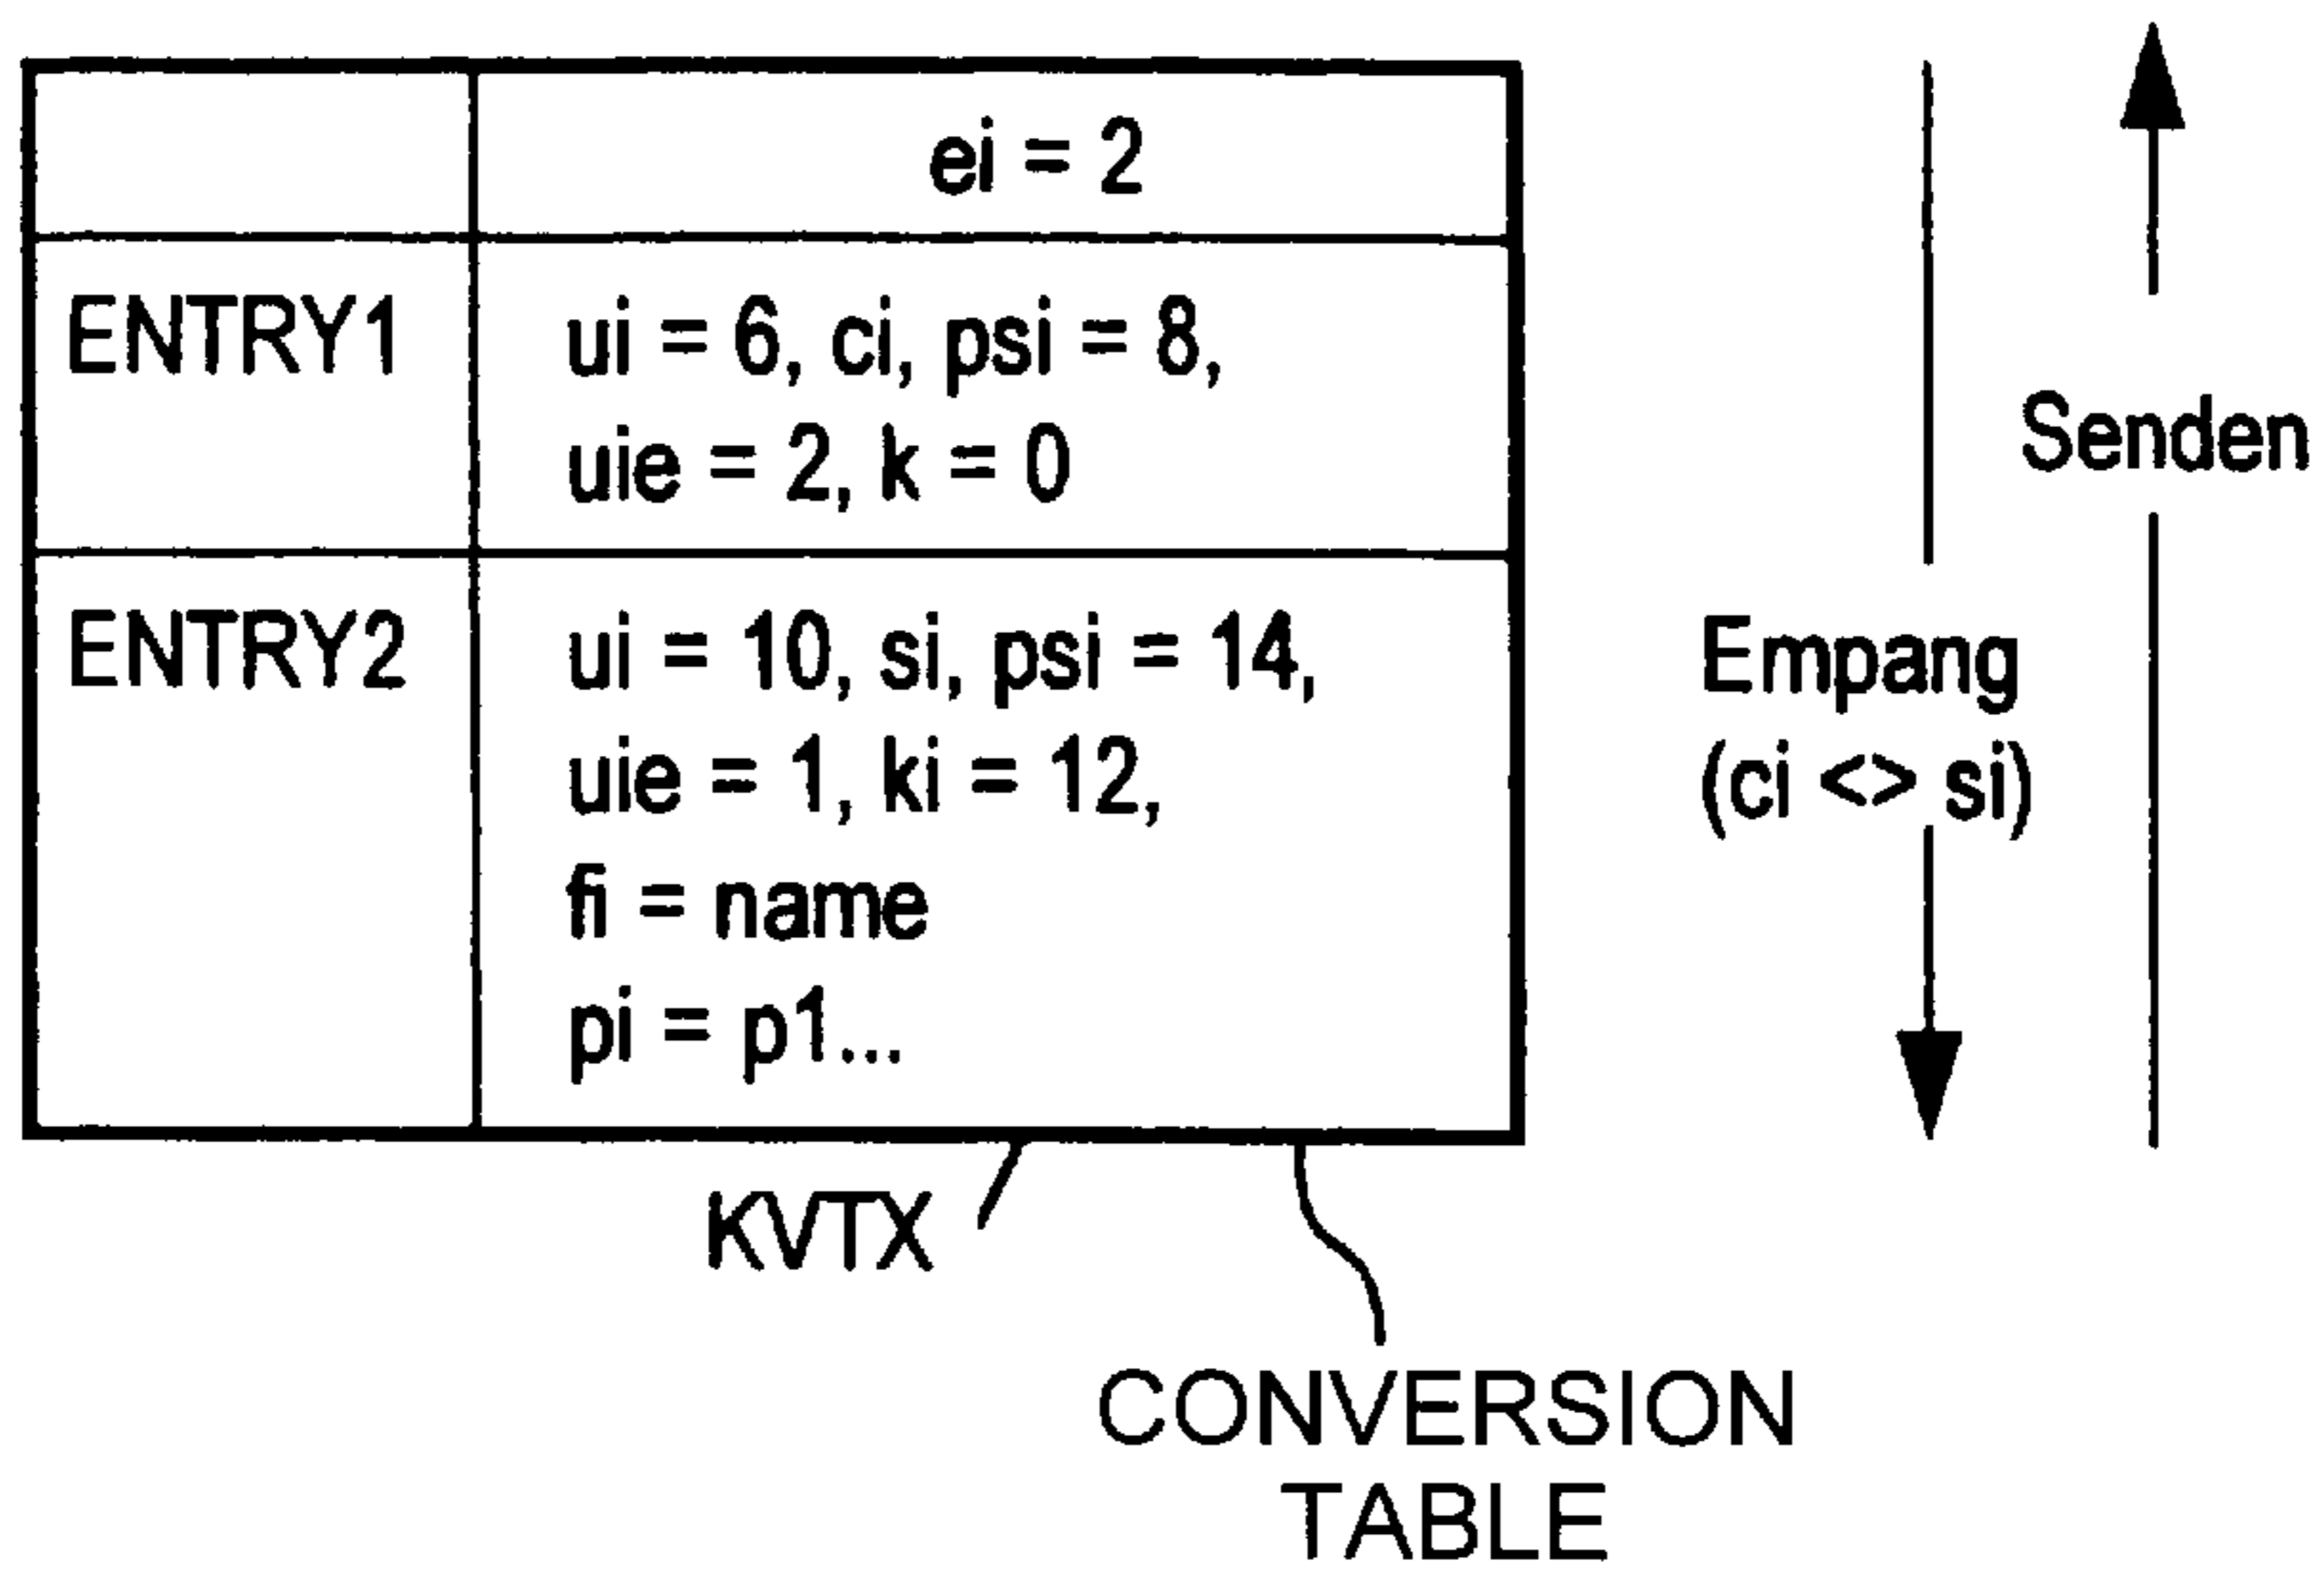 ei = 2
ENTRY1
ui = 6, ci, psi = 8,
uie = 2, k = 0
ENTRY2
ui = 10, si, psi = 14,
uie = 1, ki = 12,
fi = name
pi = p1...
Senden
Empang
(ci <> si)
KVTX
CONVERSION
TABLE